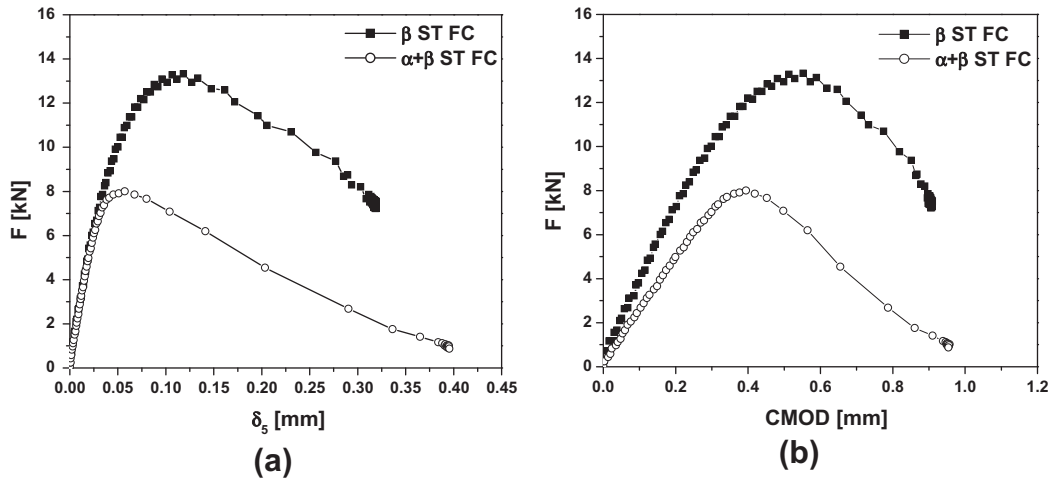 16
14
12
10
8
6
4
2
0
F [kN]
β ST FC
α+β ST FC
0.00 0.05 0.10 0.15 0.20 0.25 0.30 0.35 0.40 0.45
δ5 [mm]
(a)
16
14
12
10
8
6
4
2
0
F [kN]
β ST FC
α+β ST FC
0.0 0.2 0.4 0.6 0.8 1.0 1.2
CMOD [mm]
(b)